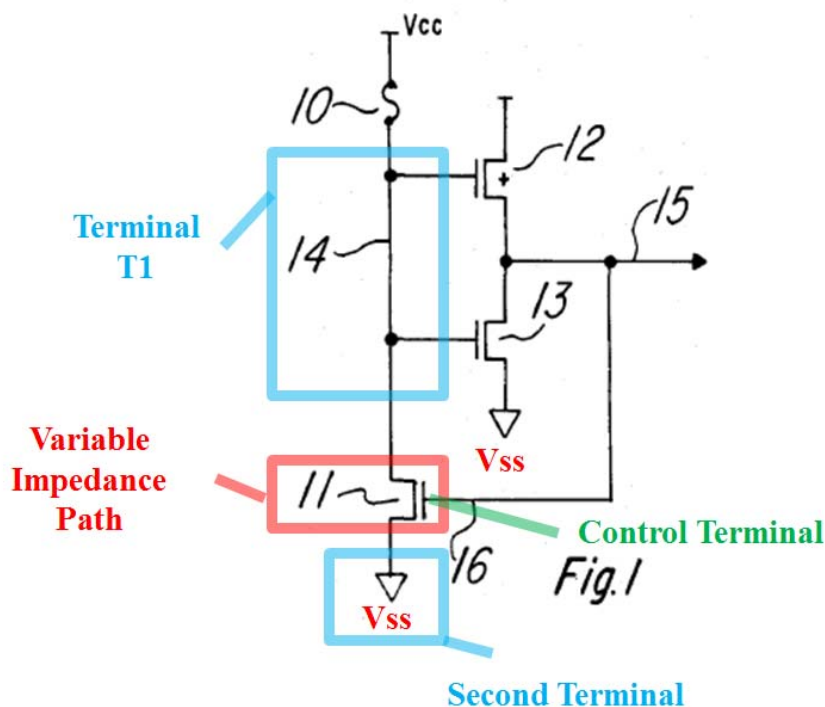 Vcc
10
12
Terminal
T1
14
15
13
Variable
Impedance
Path
Vss
11
Control Terminal
16
Fig.1
Vss
Second Terminal